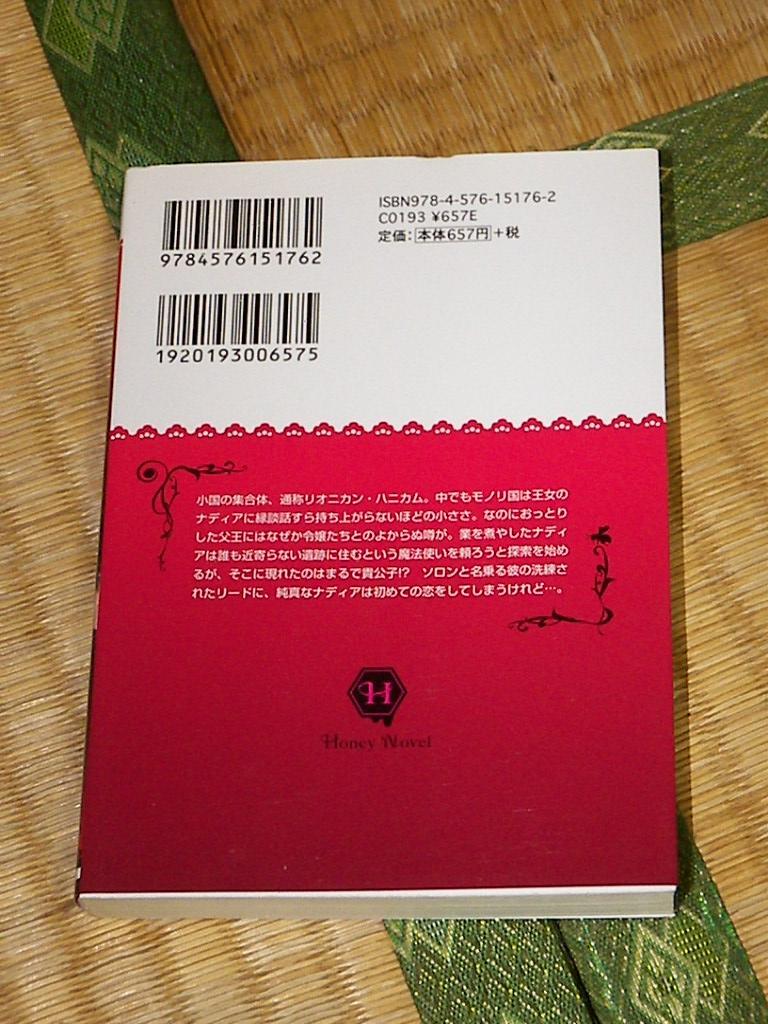 ISBN978-4-576-15176-2
C0193 ¥657E
定価：本体657円+税
9784576151762
1920193006575
小国の集合体、通称リオニカン・ハニカム。中でもモノリ国は王女の
ナディアに縁談話すら持ち上がらないほどの小ささ。なのにおっとり
した父王にはなぜか令嬢たちとのよからぬ噂が。業を煮やしたナディ
アは誰も近寄らない遺跡に住むという魔法使いを頼ろうと探索を始め
るが、そこに現れたのはまるで貴公子!? ソロンと名乗る彼の洗練さ
れたリードに、純真なナディアは初めての恋をしてしまうけれど…。
H
Honey Novel